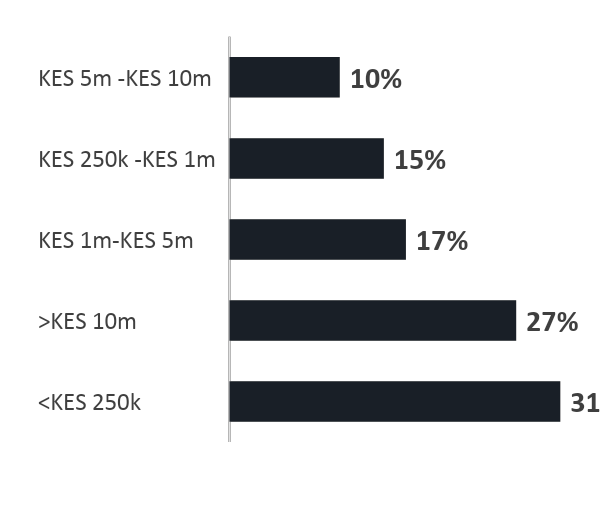 KES 5m -KES 10m 10%
KES 250k -KES 1m 15%
KES 1m-KES 5m 17%
>KES 10m 27%
<KES 250k 31